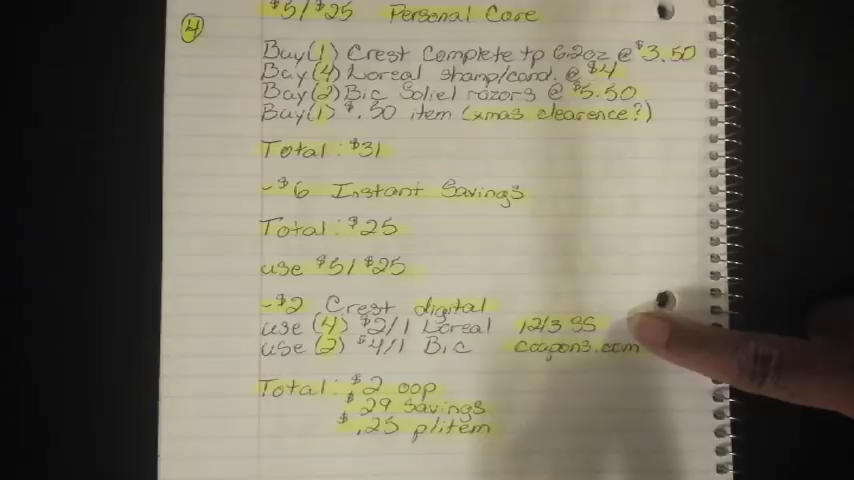 $5/$25 Personal Care
4
Buy (1) Crest Complete tp 6.2oz @ $3.50
Buy (4) Loreal shamp/cond. @ $4
Buy (2) Bic Soliel razors @ $5.50
Buy (1) $.50 item (xmas clearence?)
Total: $31
-$6 Instant Savings
Total: $25
use $5/$25
-$2 Crest digital
use (4) $2/1 Loreal 12/3 SS
use (2) $4/1 Bic coupons.com
Total: $2 oop
$29 savings
$.25 p/item